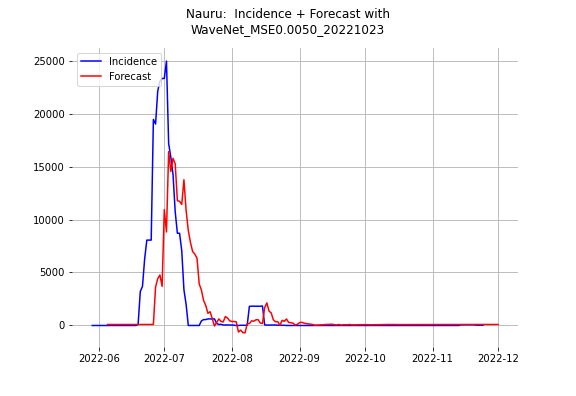 Nauru:  Incidence + Forecast with
WaveNet_MSE0.0050_20221023
Incidence
Forecast
25000
20000
15000
10000
5000
0
2022-06 2022-07 2022-08 2022-09 2022-10 2022-11 2022-12